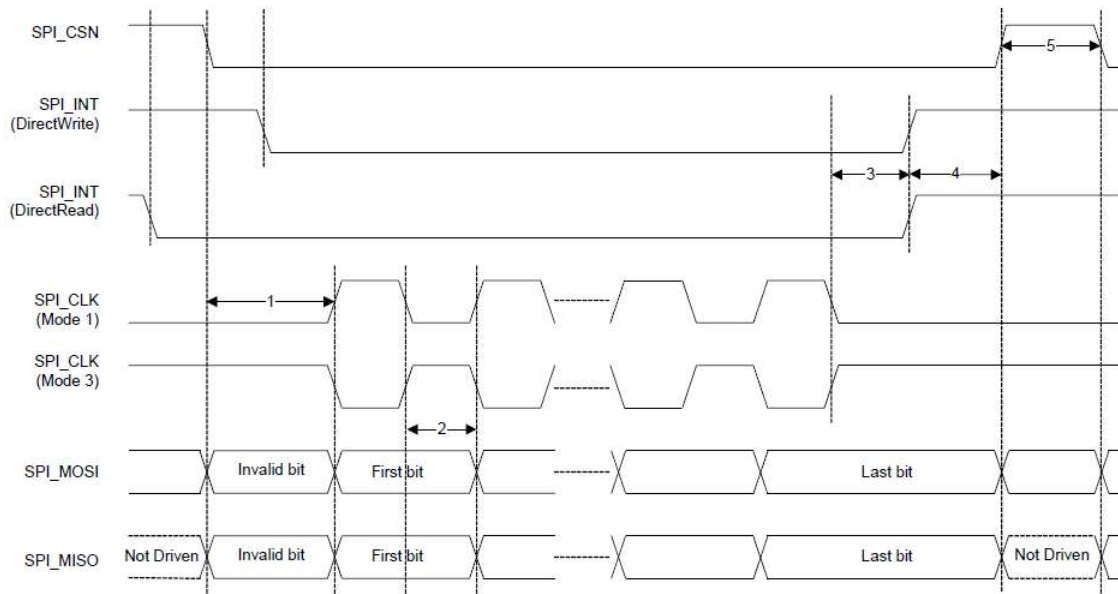 SPI_CSN
5
SPI_INT
(DirectWrite)
3
4
SPI_INT
(DirectRead)
1
SPI_CLK
(Mode 1)
SPI_CLK
(Mode 3)
2
SPI_MOSI
Invalid bit
First bit
Last bit
SPI_MISO
Not Driven
Invalid bit
First bit
Last bit
Not Driven